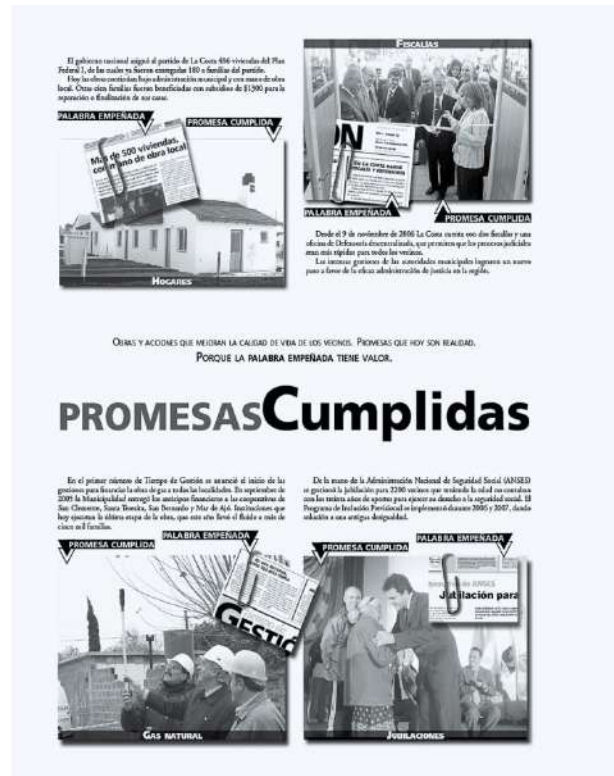 El gobierno nacional asignó al partido de La Costa 486 viviendas del Plan
Federal I, de las cuales ya fueron entregadas 180 a familias del partido.
Hoy las obras continúan bajo administración municipal y con mano de obra
local. Otras cien familias fueron beneficiadas con subsidios de $1500 para la
reparación o finalización de sus casas.
PALABRA EMPEÑADA
PROMESA CUMPLIDA
Más de 500 viviendas,
con mano de obra local
HOGARES
FISCALÍAS
EN LA COSTA HABRÁ
PALABRA EMPEÑADA
PROMESA CUMPLIDA
Desde el 9 de noviembre de 2006 La Costa cuenta con dos fiscalías y una
oficina de Defensoría descentralizada, que permiten que los procesos judiciales
sean más rápidos para todos los vecinos.
Las intensas gestiones de las autoridades municipales lograron un nuevo
paso a favor de la eficaz administración de justicia en la región.
OBRAS Y ACCIONES QUE MEJORAN LA CALIDAD DE VIDA DE LOS VECINOS. PROMESAS QUE HOY SON REALIDAD.
PORQUE LA PALABRA EMPEÑADA TIENE VALOR.
PROMESASCumplidas
En el primer número de Tiempo de Gestión se anunció el inicio de las
gestiones para financiar la obra de gas a todas las localidades. En septiembre de
2005 la Municipalidad entregó los anticipos financieros a las cooperativas de
San Clemente, Santa Teresita, San Bernardo y Mar de Ajó. Instituciones que
hoy ejecutan la última etapa de la obra, que este año llevó el fluido a más de
cinco mil familias.
PROMESA CUMPLIDA
PALABRA EMPEÑADA
GESTIÓ
GAS NATURAL
De la mano de la Administración Nacional de Seguridad Social (ANSES)
se gestionó la jubilación para 2200 vecinos que teniendo la edad no contaban
con los treinta años de aportes para ejercer su derecho a la seguridad social. El
Programa de Inclusión Previsional se implementó durante 2006 y 2007, dando
solución a una antigua desigualdad.
PROMESA CUMPLIDA
PALABRA EMPEÑADA
de ANSES
Jubilación para
JUBILACIONES